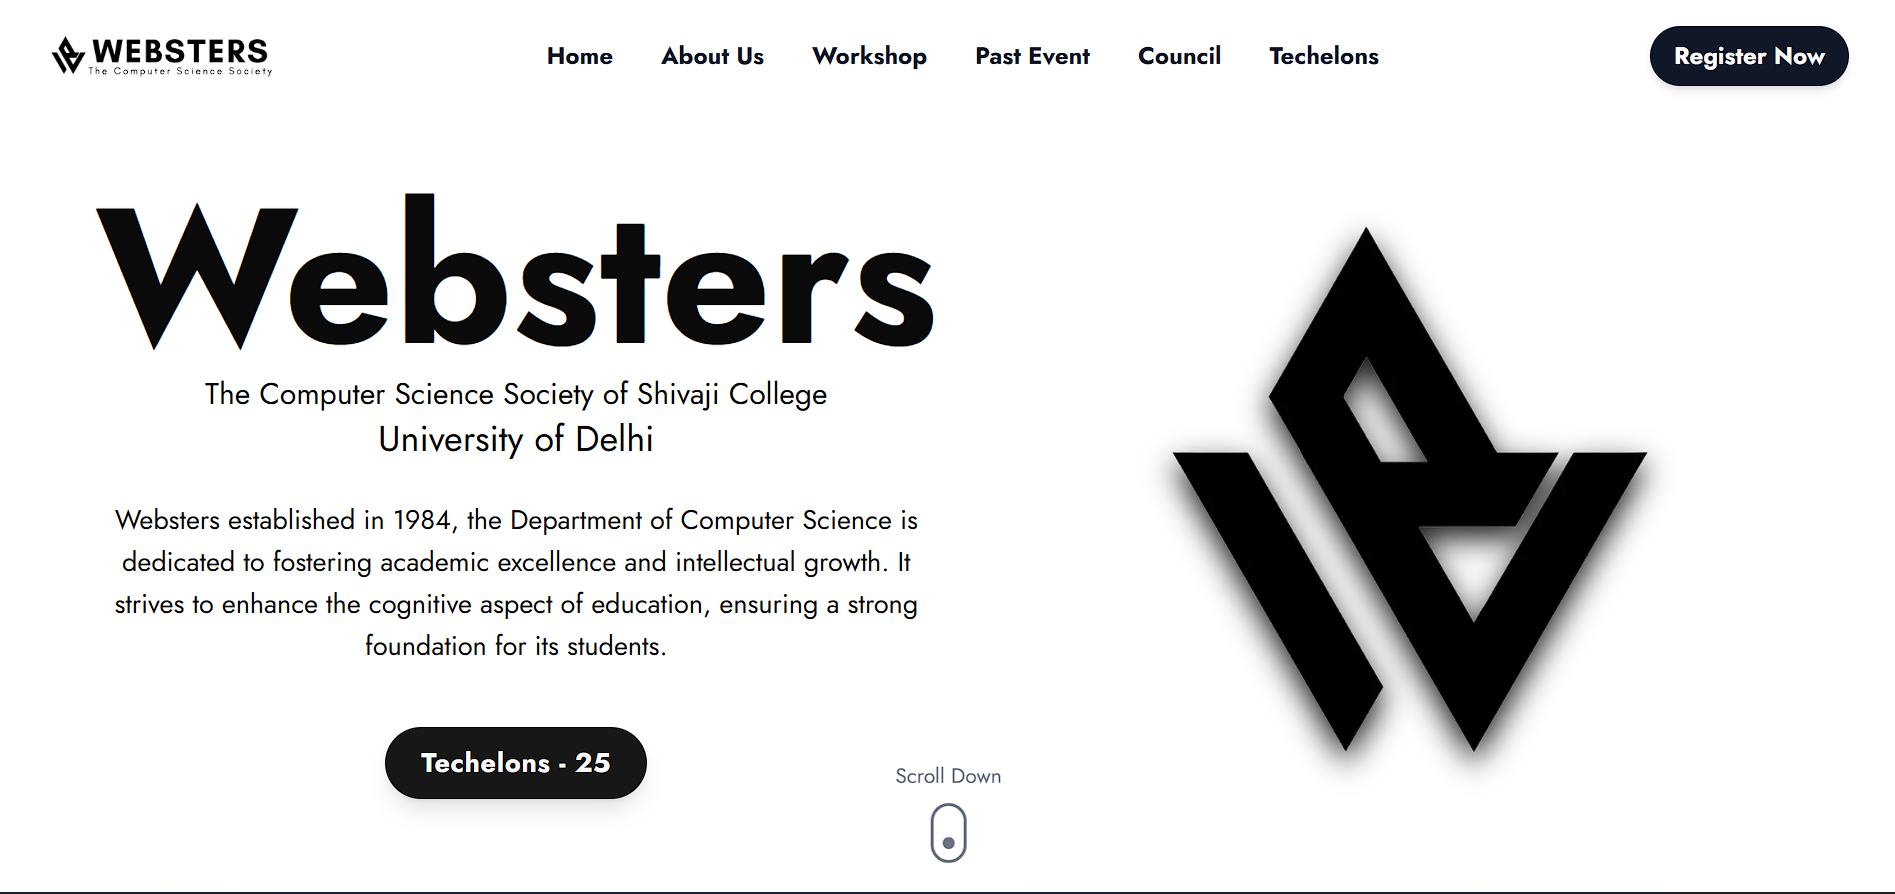 WEBSTERS
The Computer Science Society
Home About Us Workshop Past Event Council Techelons
Register Now
Websters
The Computer Science Society of Shivaji College
University of Delhi
Websters established in 1984, the Department of Computer Science is
dedicated to fostering academic excellence and intellectual growth. It
strives to enhance the cognitive aspect of education, ensuring a strong
foundation for its students.
Techelons - 25
Scroll Down